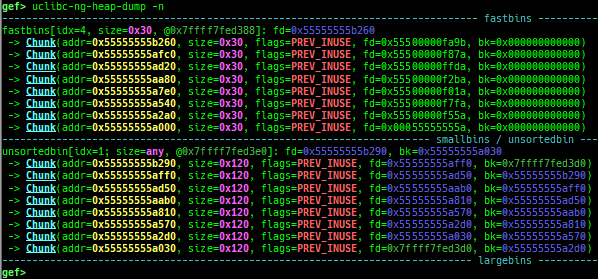 gef> uclibc-ng-heap-dump -n
------------------------------------------------------------------------------------ fastbins ----
fastbins[idx=4, size=0x30, @0x7ffff7fed388]: fd=0x55555555b260
 -> Chunk(addr=0x55555555b260, size=0x30, flags=PREV_INUSE, fd=0x55500000fa9b, bk=0x000000000000)
 -> Chunk(addr=0x55555555afc0, size=0x30, flags=PREV_INUSE, fd=0x55500000f87a, bk=0x000000000000)
 -> Chunk(addr=0x55555555ad20, size=0x30, flags=PREV_INUSE, fd=0x55500000ffda, bk=0x000000000000)
 -> Chunk(addr=0x55555555aa80, size=0x30, flags=PREV_INUSE, fd=0x55500000f2ba, bk=0x000000000000)
 -> Chunk(addr=0x55555555a7e0, size=0x30, flags=PREV_INUSE, fd=0x55500000f01a, bk=0x000000000000)
 -> Chunk(addr=0x55555555a540, size=0x30, flags=PREV_INUSE, fd=0x55500000f7fa, bk=0x000000000000)
 -> Chunk(addr=0x55555555a2a0, size=0x30, flags=PREV_INUSE, fd=0x55500000f55a, bk=0x000000000000)
 -> Chunk(addr=0x55555555a000, size=0x30, flags=PREV_INUSE, fd=0x00055555555a, bk=0x000000000000)
---------------------------------------------------------------------------- smallbins / unsortedbin ----
unsortedbin[idx=1; size=any, @0x7ffff7fed3e0]: fd=0x55555555b290, bk=0x55555555a030
 -> Chunk(addr=0x55555555b290, size=0x120, flags=PREV_INUSE, fd=0x55555555aff0, bk=0x7ffff7fed3d0)
 -> Chunk(addr=0x55555555aff0, size=0x120, flags=PREV_INUSE, fd=0x55555555ad50, bk=0x55555555b290)
 -> Chunk(addr=0x55555555ad50, size=0x120, flags=PREV_INUSE, fd=0x55555555aab0, bk=0x55555555aff0)
 -> Chunk(addr=0x55555555aab0, size=0x120, flags=PREV_INUSE, fd=0x55555555a810, bk=0x55555555ad50)
 -> Chunk(addr=0x55555555a810, size=0x120, flags=PREV_INUSE, fd=0x55555555a570, bk=0x55555555aab0)
 -> Chunk(addr=0x55555555a570, size=0x120, flags=PREV_INUSE, fd=0x55555555a2d0, bk=0x55555555a810)
 -> Chunk(addr=0x55555555a2d0, size=0x120, flags=PREV_INUSE, fd=0x55555555a030, bk=0x55555555a570)
 -> Chunk(addr=0x55555555a030, size=0x120, flags=PREV_INUSE, fd=0x7ffff7fed3d0, bk=0x55555555a2d0)
------------------------------------------------------------------------------------ largebins ----
gef>